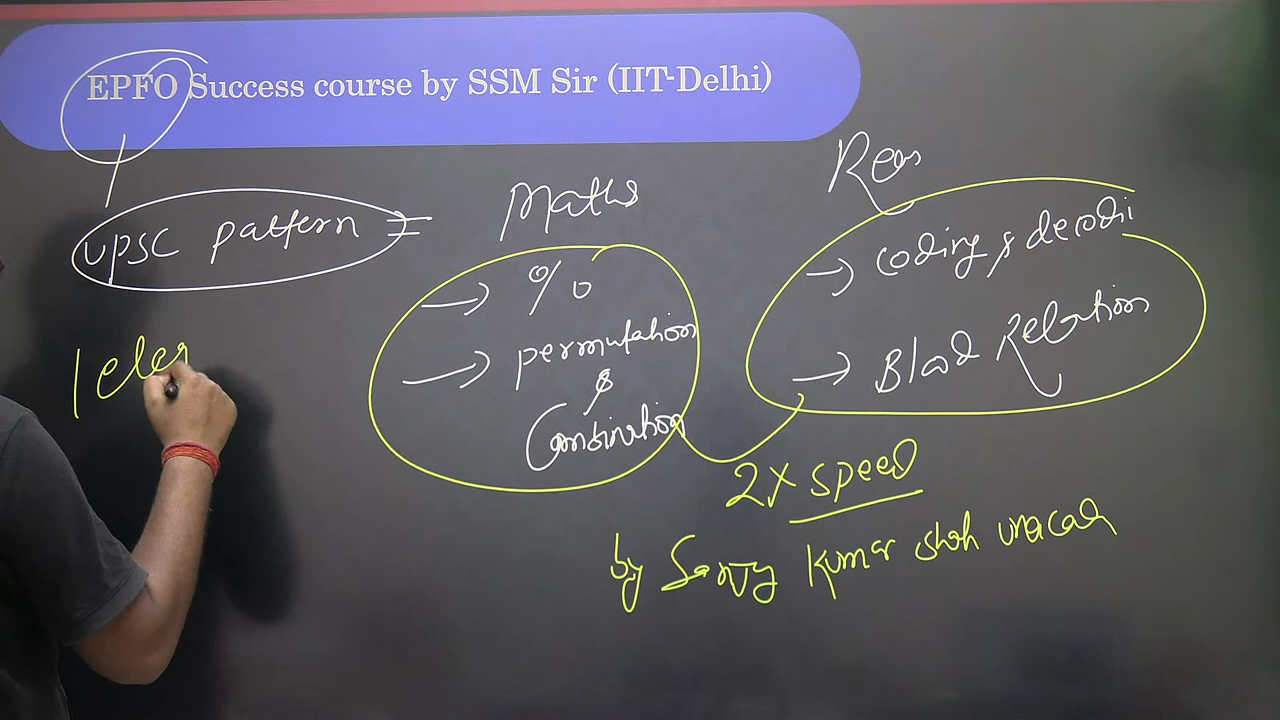 EPFO Success course by SSM Sir (IIT-Delhi)
UPSC pattern =
Maths
→ %
→ permutation
&
Combination
Reas
→ coding & decodi
→ Blood Relation
2x speed
by Sanjay Kumar
Teleg